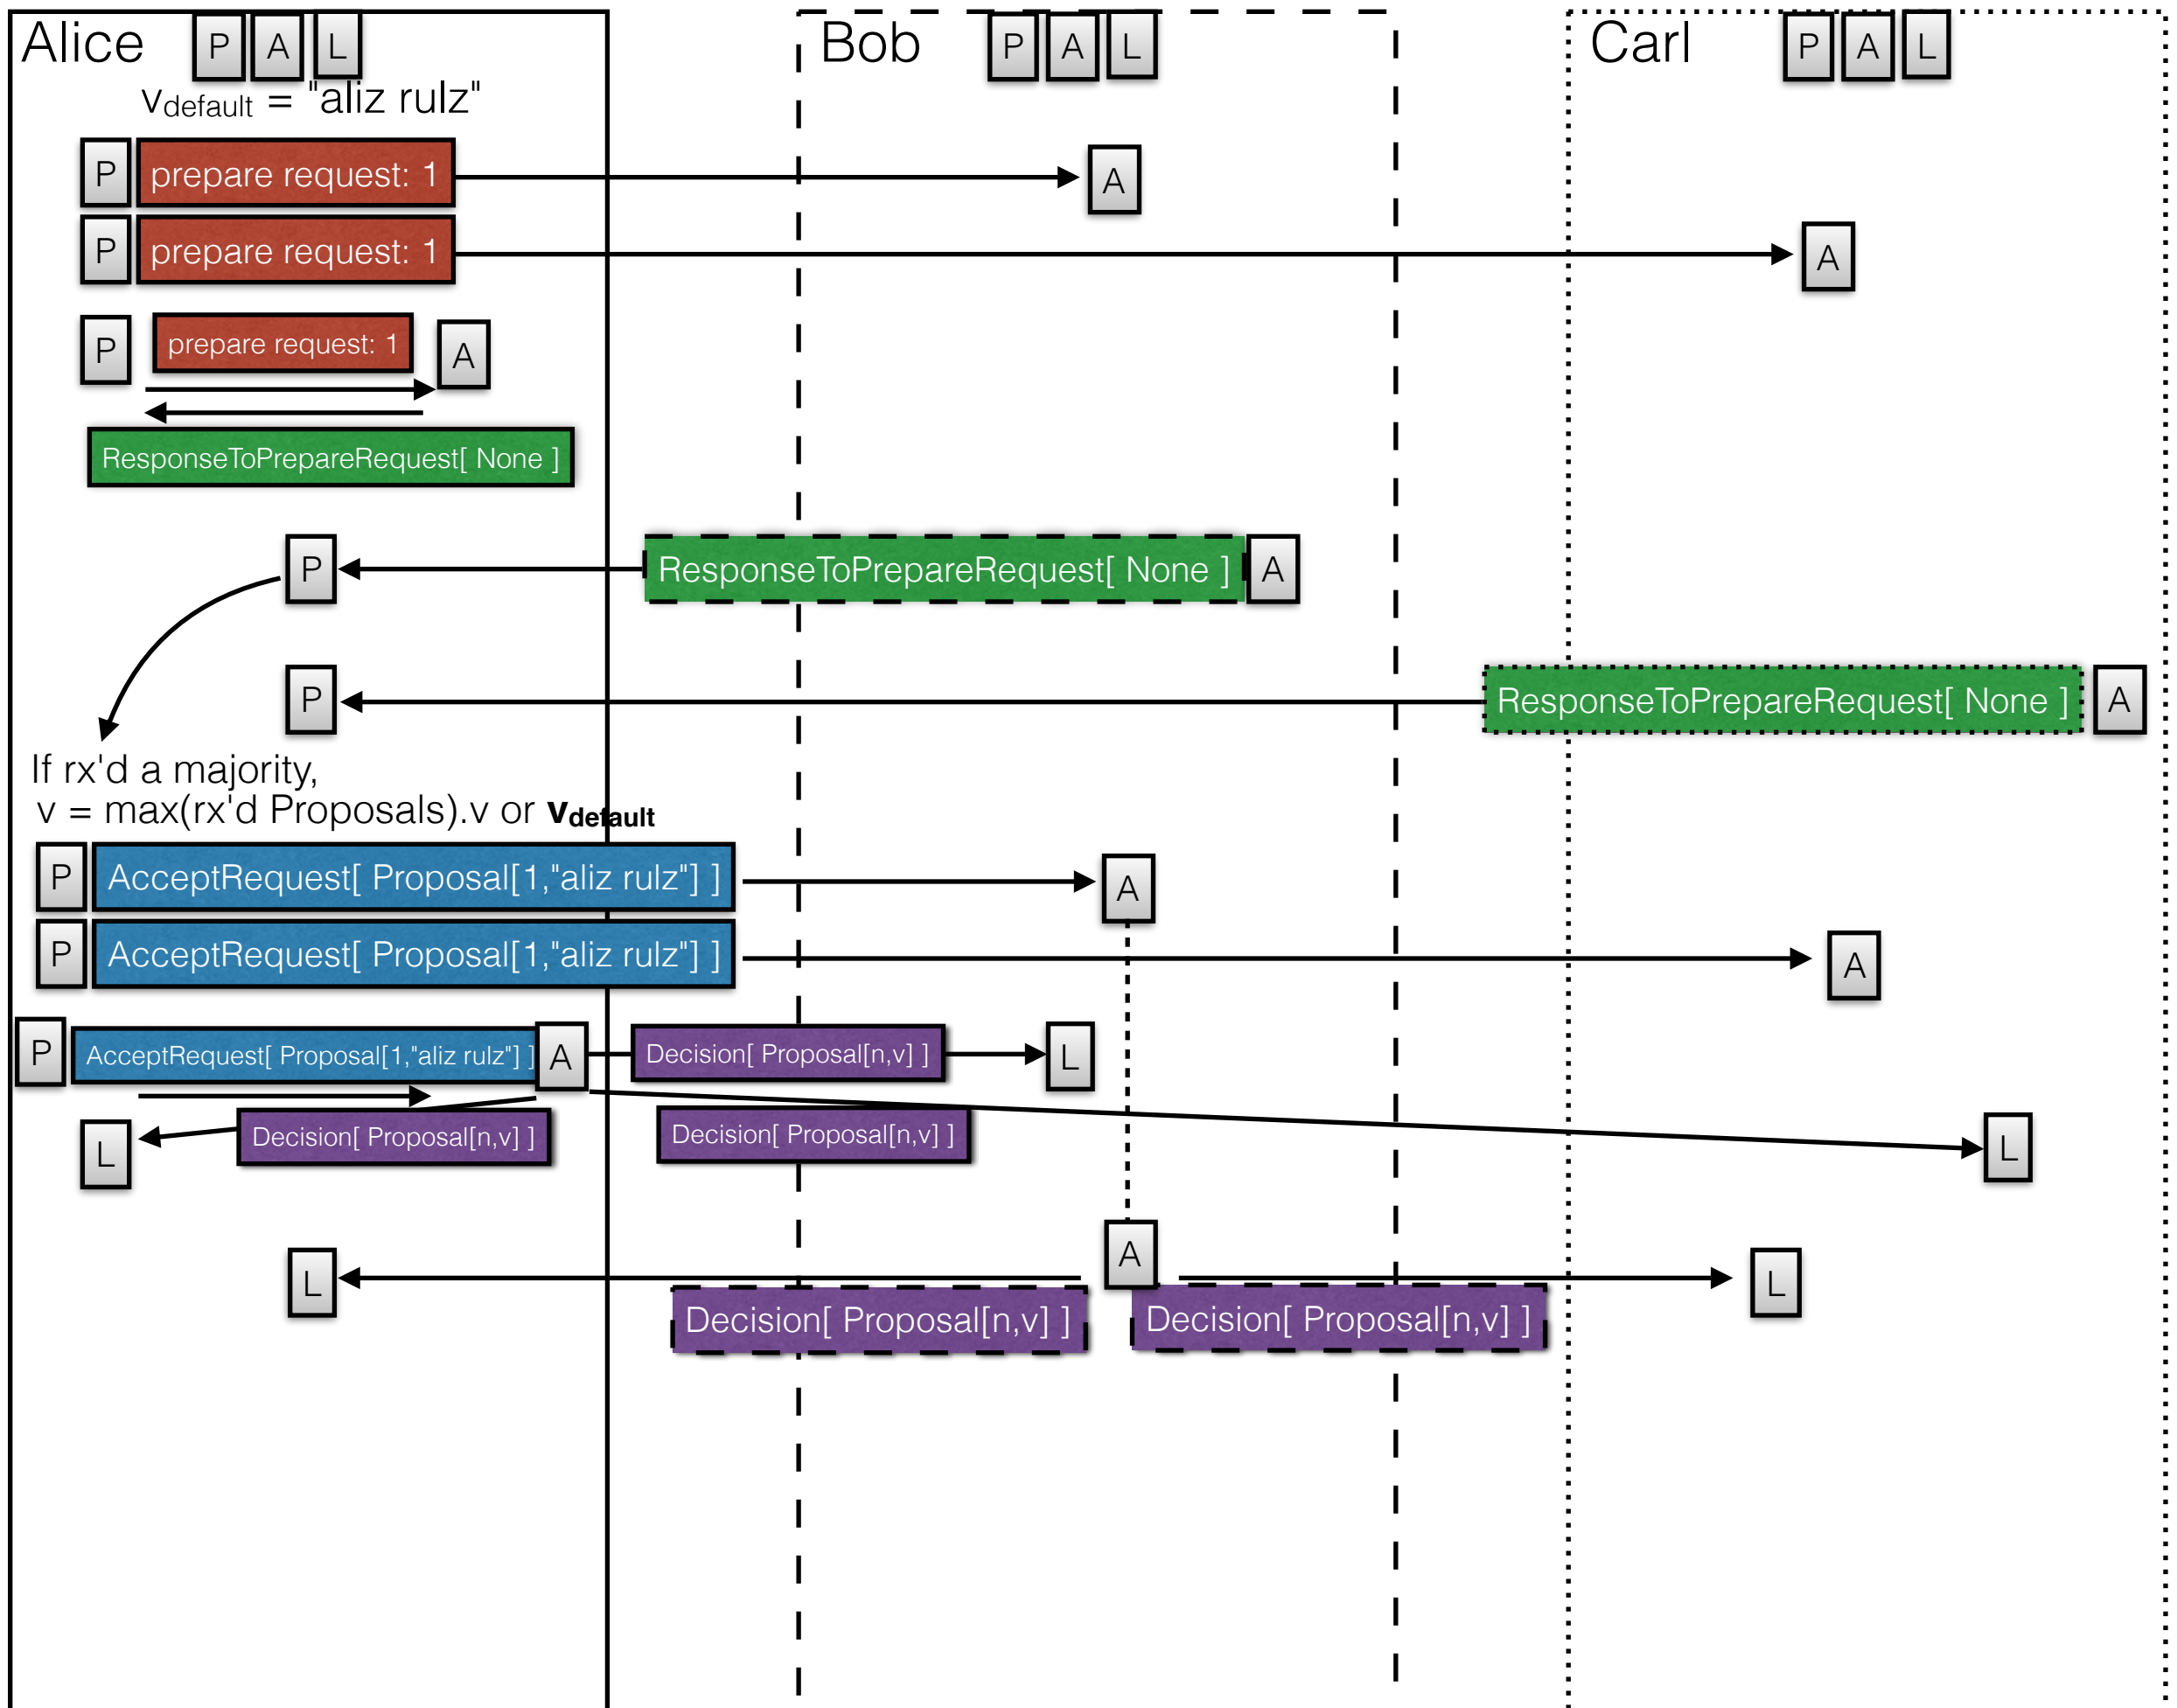 Alice P A L
Bob P A L
Carl P A L
v_default = "aliz rulz"
P prepare request: 1 A
P prepare request: 1 A
P prepare request: 1 A
ResponseToPrepareRequest[ None ]
P ResponseToPrepareRequest[ None ] A
P ResponseToPrepareRequest[ None ] A
If rx'd a majority,
v = max(rx'd Proposals).v or v_default
P AcceptRequest[ Proposal[1,"aliz rulz"] ] A
P AcceptRequest[ Proposal[1,"aliz rulz"] ] A
P AcceptRequest[ Proposal[1,"aliz rulz"] ] A Decision[ Proposal[n,v] ] L
L Decision[ Proposal[n,v] ] Decision[ Proposal[n,v] ] L
L A L
Decision[ Proposal[n,v] ] Decision[ Proposal[n,v] ]